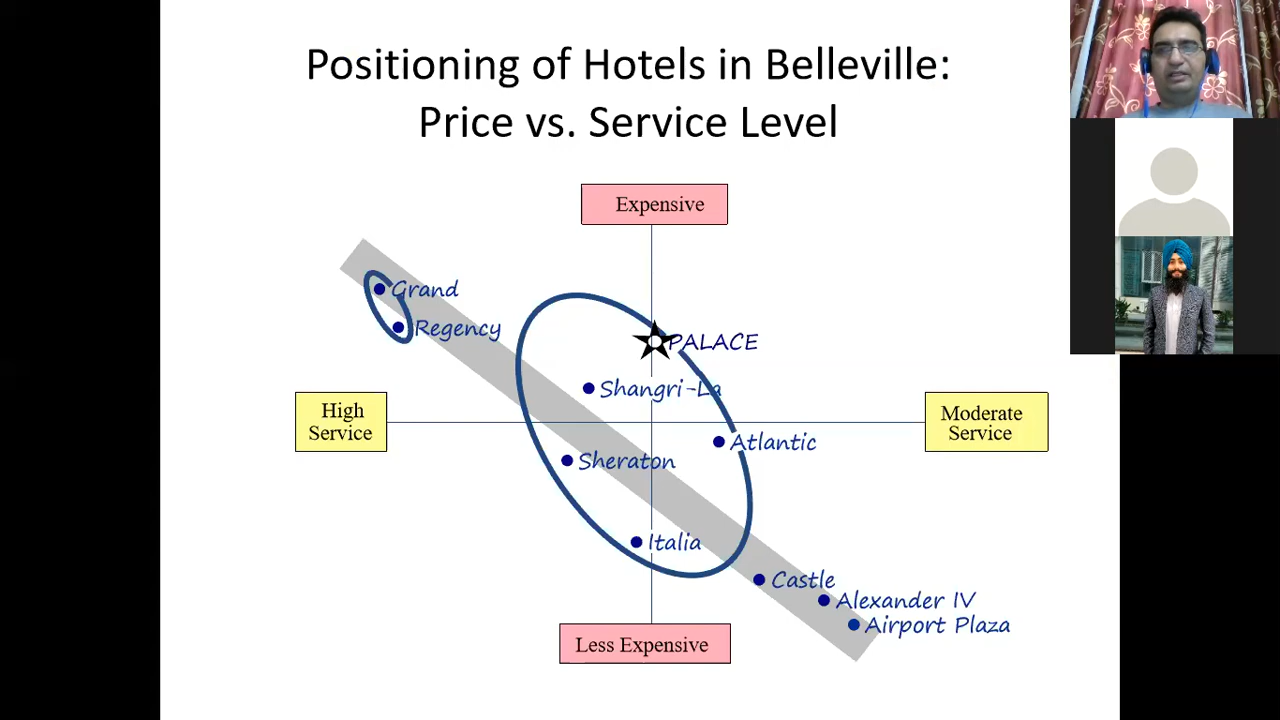 Positioning of Hotels in Belleville:
Price vs. Service Level
Expensive
Grand
Regency
PALACE
Shangri-La
High
Service
Moderate
Service
Atlantic
Sheraton
Italia
Castle
Alexander IV
Airport Plaza
Less Expensive